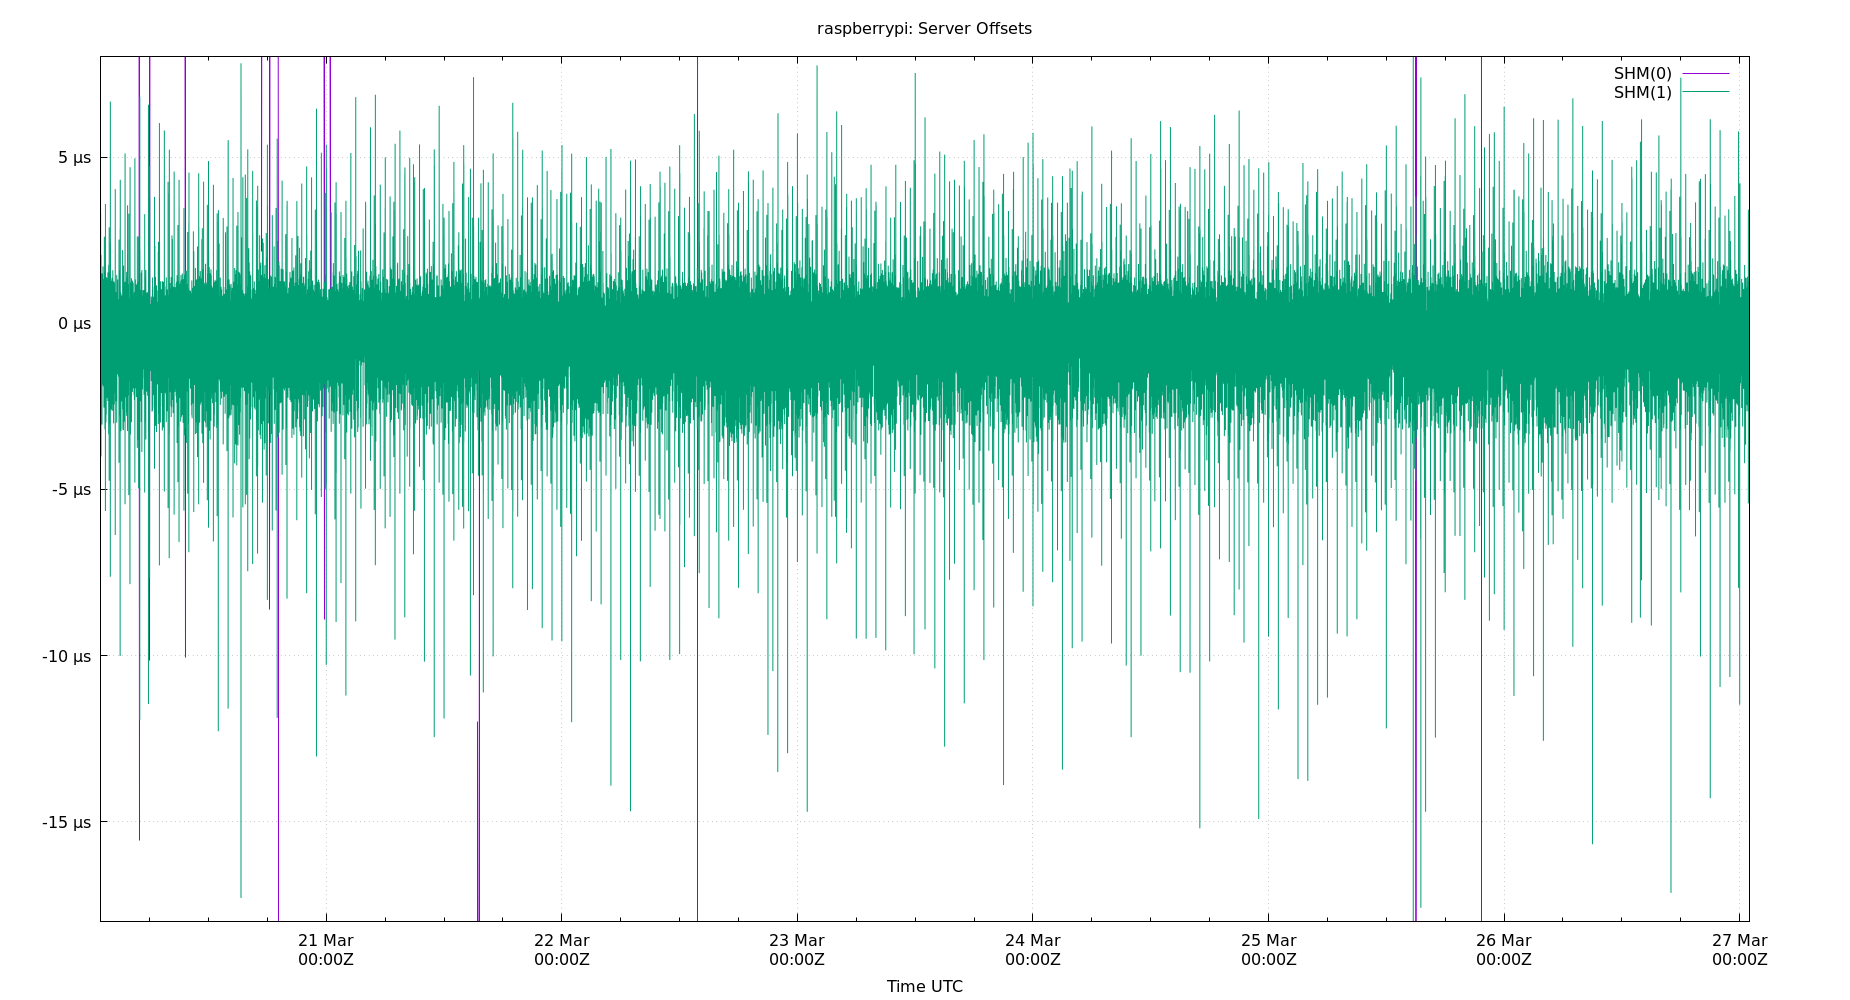 raspberrypi: Server Offsets
SHM(0)
SHM(1)
5 µs
0 µs
-5 µs
-10 µs
-15 µs
21 Mar
00:00Z
22 Mar
00:00Z
23 Mar
00:00Z
24 Mar
00:00Z
25 Mar
00:00Z
26 Mar
00:00Z
27 Mar
00:00Z
Time UTC